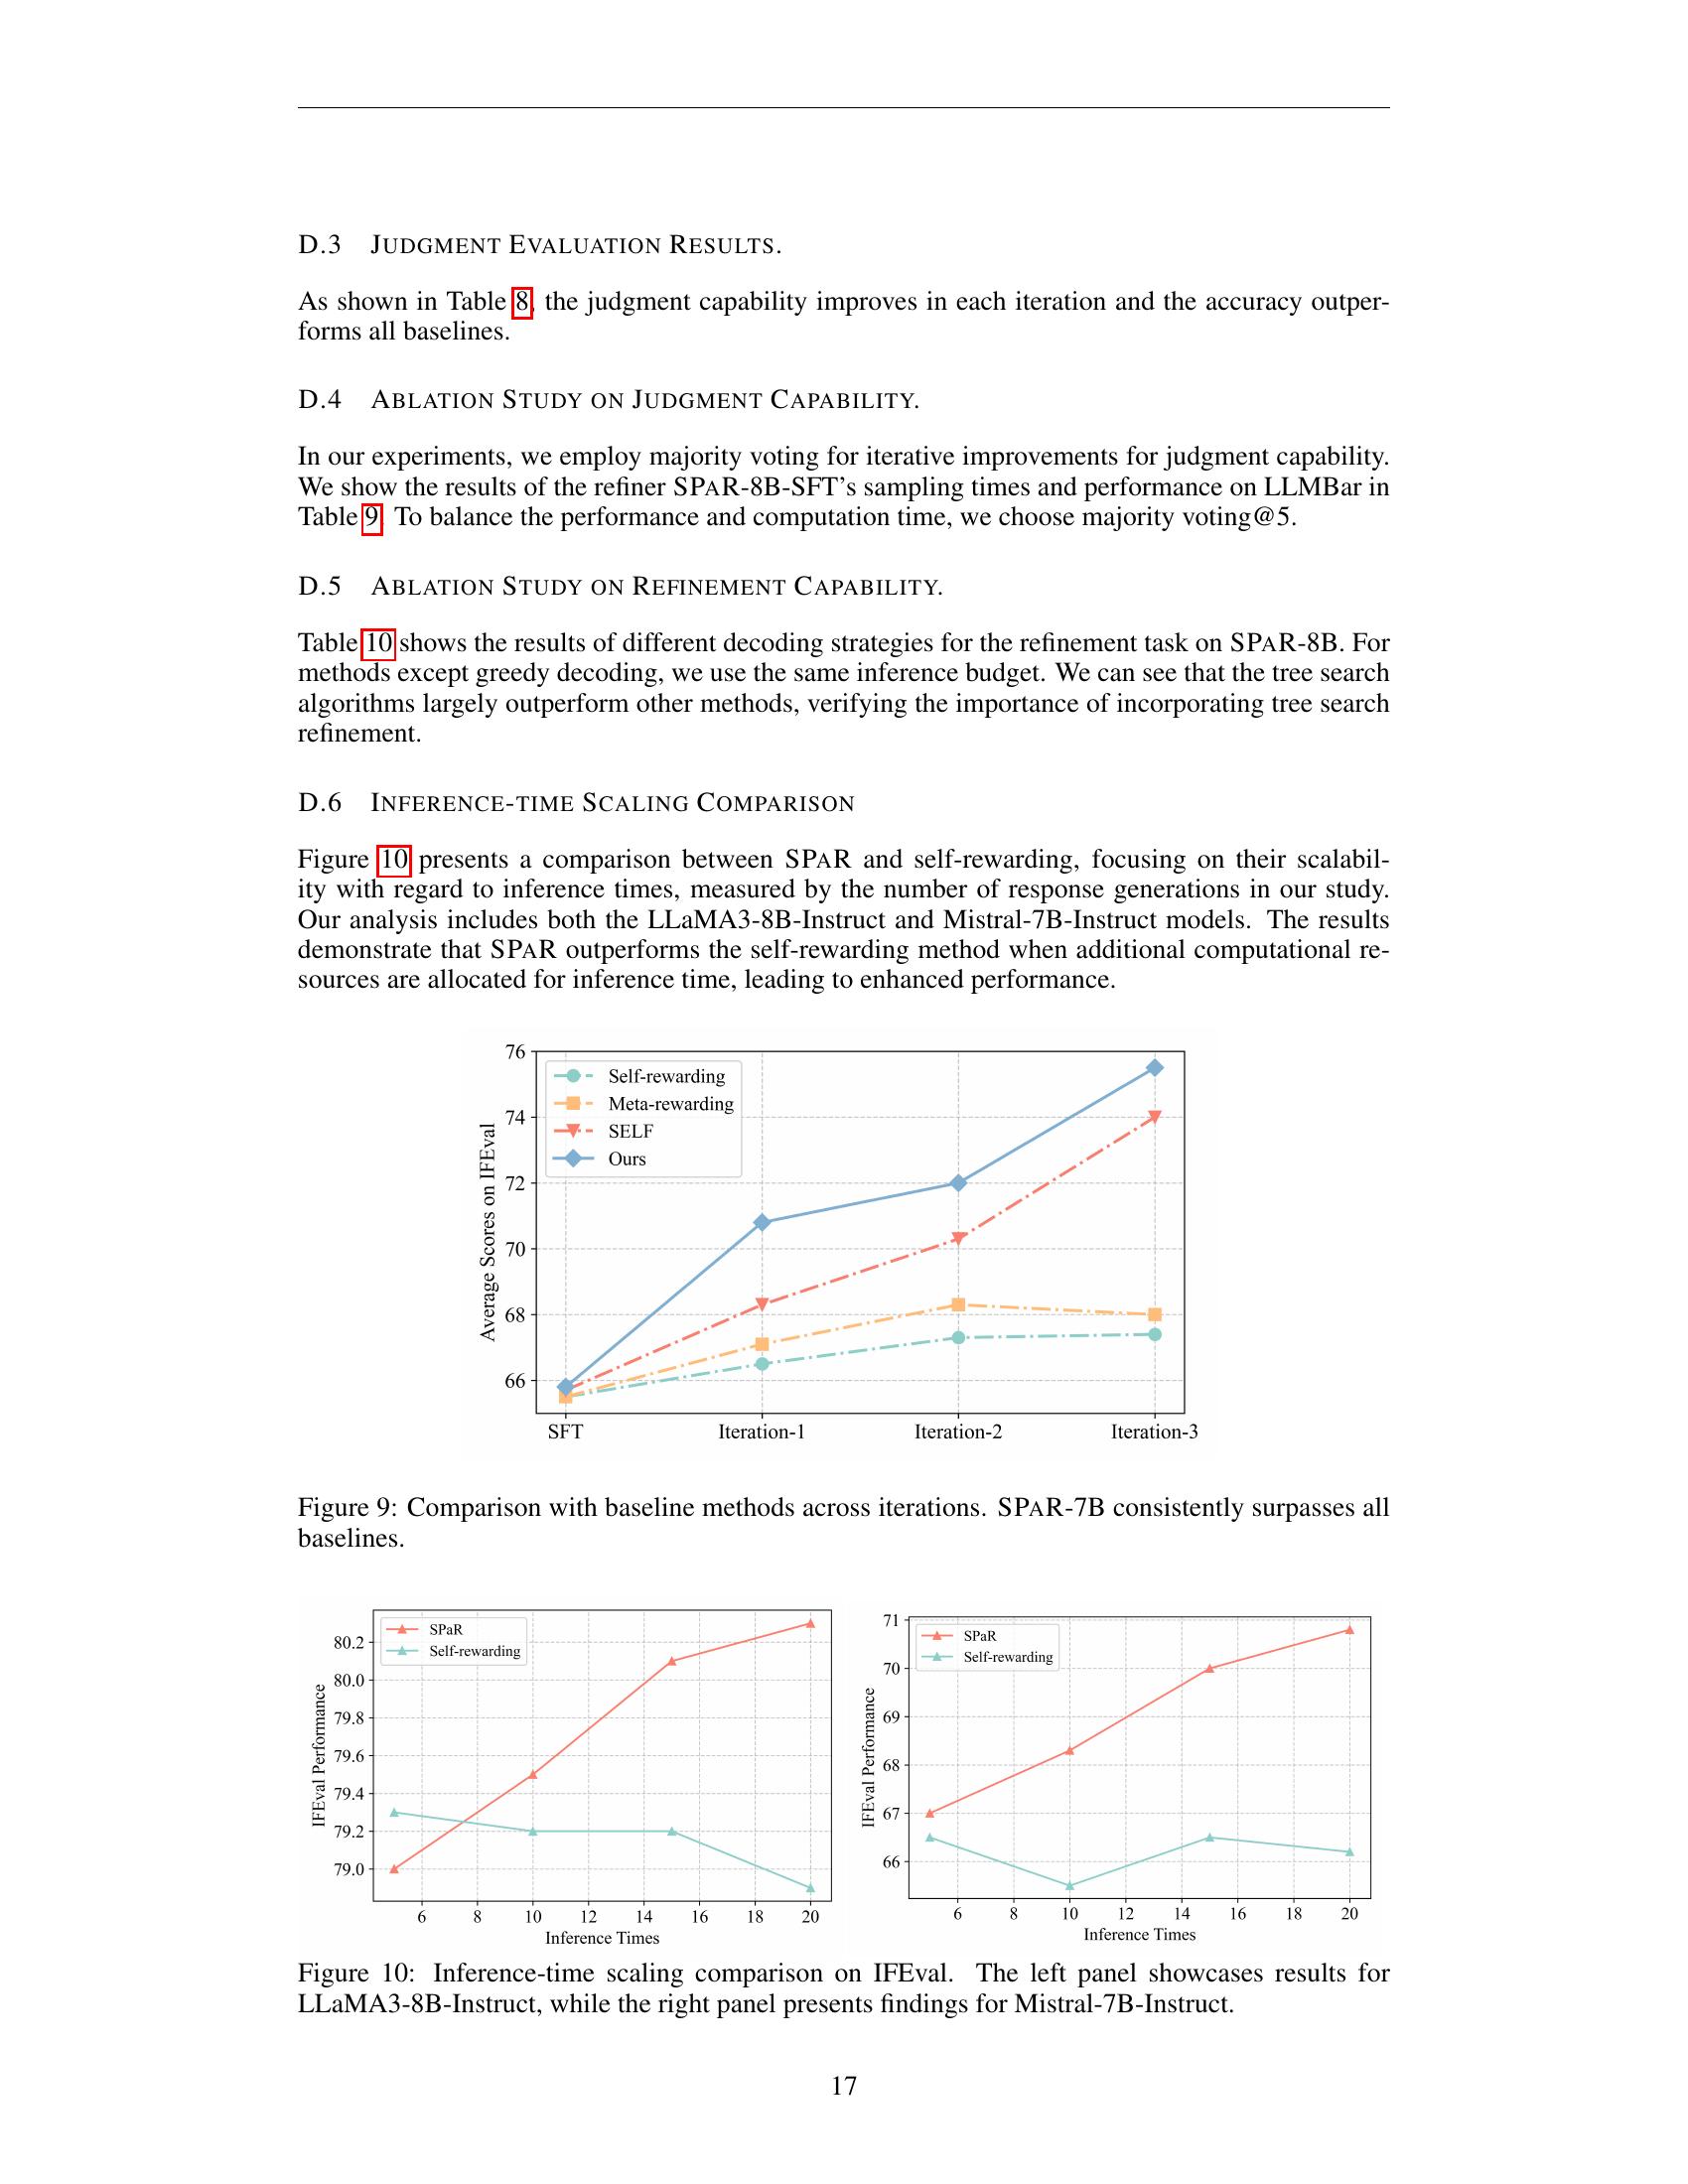 D.3 JUDGMENT EVALUATION RESULTS.
As shown in Table 8, the judgment capability improves in each iteration and the accuracy outper-
forms all baselines.
D.4 ABLATION STUDY ON JUDGMENT CAPABILITY.
In our experiments, we employ majority voting for iterative improvements for judgment capability.
We show the results of the refiner SPAR-8B-SFT's sampling times and performance on LLMBar in
Table 9. To balance the performance and computation time, we choose majority voting@5.
D.5 ABLATION STUDY ON REFINEMENT CAPABILITY.
Table 10 shows the results of different decoding strategies for the refinement task on SPAR-8B. For
methods except greedy decoding, we use the same inference budget. We can see that the tree search
algorithms largely outperform other methods, verifying the importance of incorporating tree search
refinement.
D.6 INFERENCE-TIME SCALING COMPARISON
Figure 10 presents a comparison between SPAR and self-rewarding, focusing on their scalabil-
ity with regard to inference times, measured by the number of response generations in our study.
Our analysis includes both the LLaMA3-8B-Instruct and Mistral-7B-Instruct models. The results
demonstrate that SPAR outperforms the self-rewarding method when additional computational re-
sources are allocated for inference time, leading to enhanced performance.
Average Scores on IFEval
76
74
72
70
68
66
Self-rewarding
Meta-rewarding
SELF
Ours
SFT Iteration-1 Iteration-2 Iteration-3
Figure 9: Comparison with baseline methods across iterations. SPAR-7B consistently surpasses all
baselines.
IFEval Performance
80.2
80.0
79.8
79.6
79.4
79.2
79.0
SPaR
Self-rewarding
6 8 10 12 14 16 18 20
Inference Times
IFEval Performance
71
70
69
68
67
66
SPaR
Self-rewarding
6 8 10 12 14 16 18 20
Inference Times
Figure 10: Inference-time scaling comparison on IFEval. The left panel showcases results for
LLaMA3-8B-Instruct, while the right panel presents findings for Mistral-7B-Instruct.
17